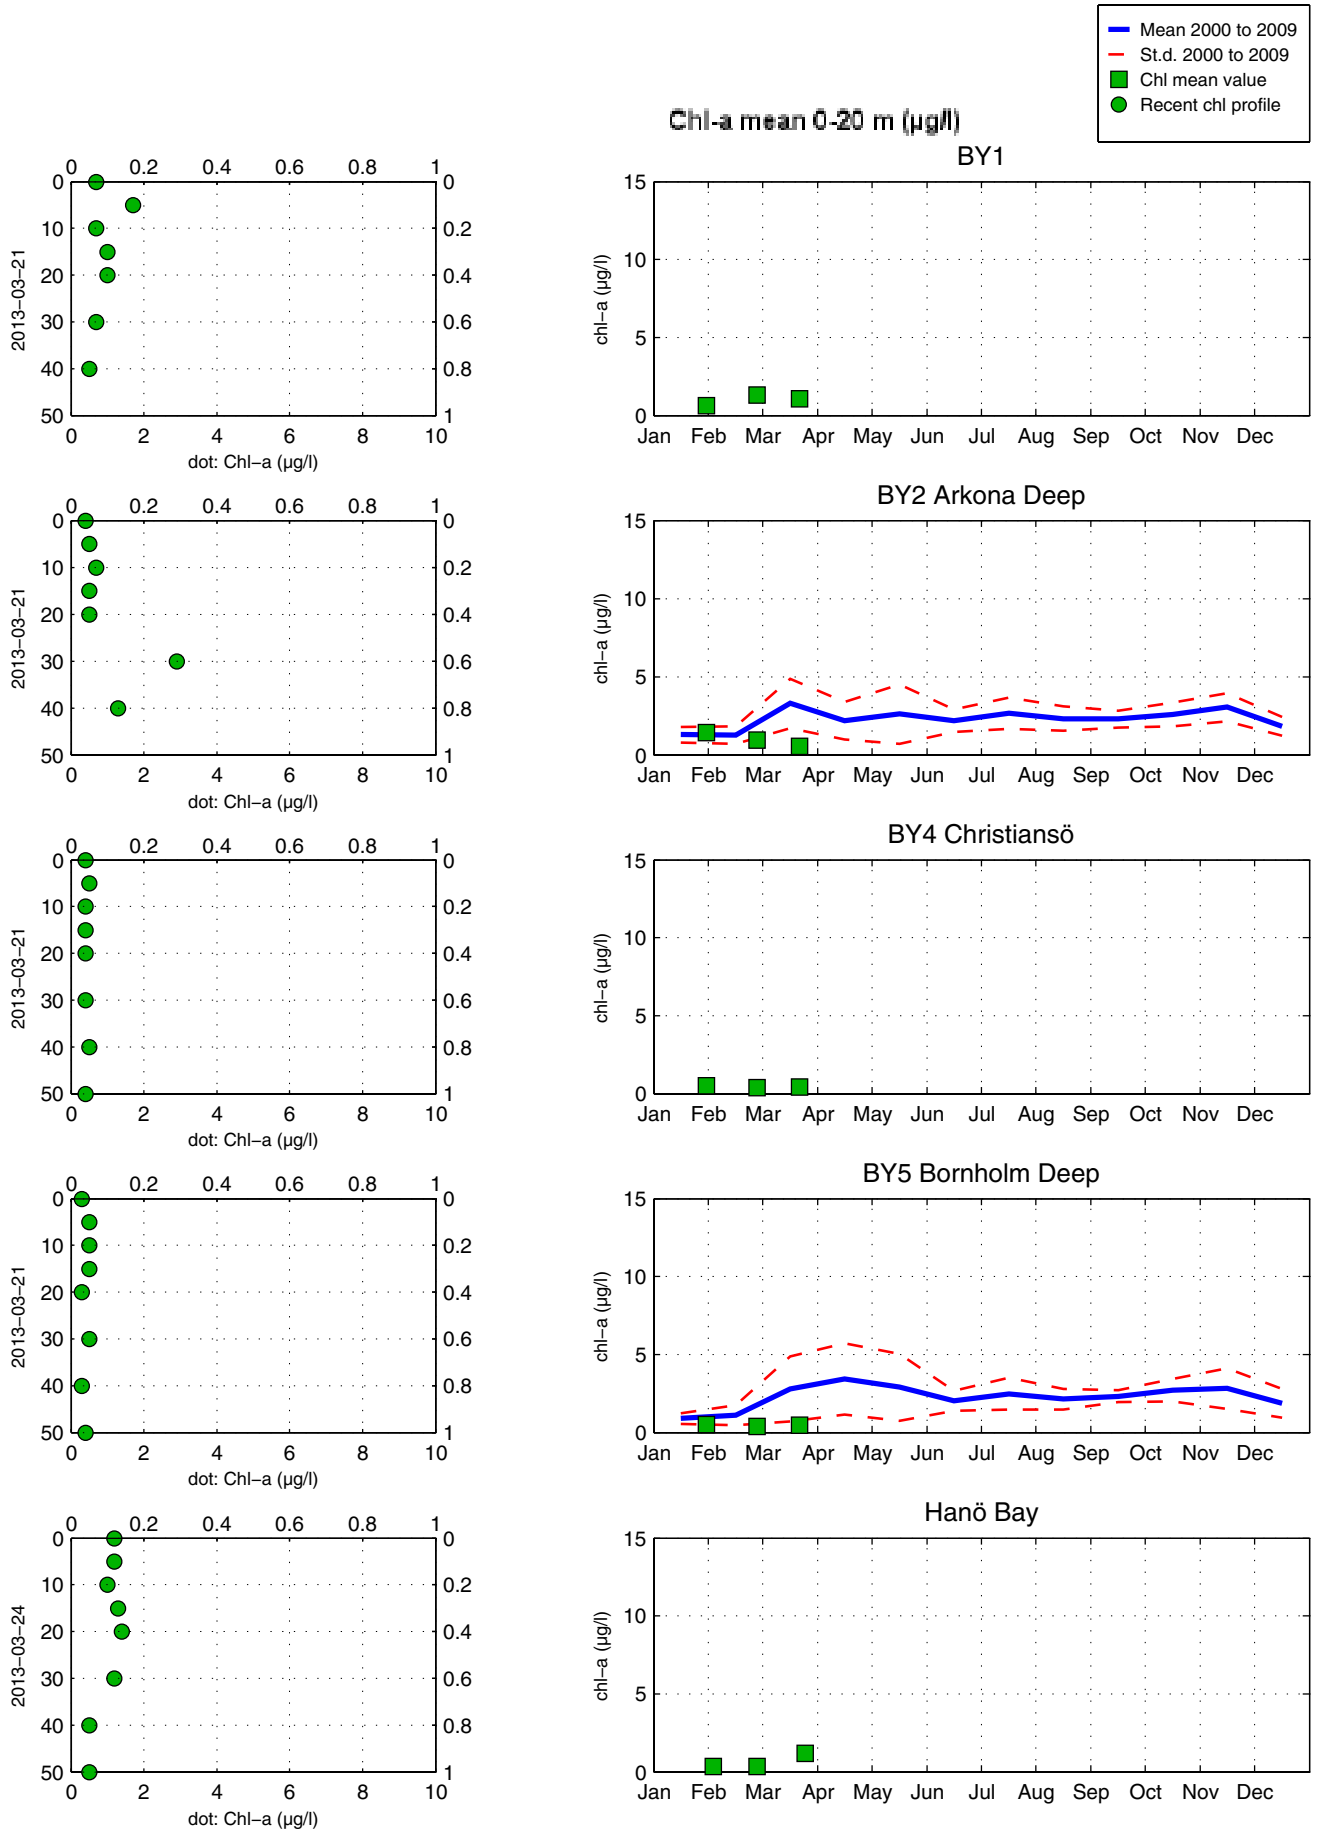 Mean 2000 to 2009
St.d. 2000 to 2009
Chl mean value
Recent chl profile
Chl-a mean 0-20 m (µg/l)
0 0.2 0.4 0.6 0.8 1
0 10 20 30 40 50
0 0.2 0.4 0.6 0.8 1
0 2 4 6 8 10
2013-03-21
dot: Chl-a (µg/l)
BY1
15 10 5 0
chl-a (µg/l)
Jan Feb Mar Apr May Jun Jul Aug Sep Oct Nov Dec
0 0.2 0.4 0.6 0.8 1
0 10 20 30 40 50
0 0.2 0.4 0.6 0.8 1
0 2 4 6 8 10
2013-03-21
dot: Chl-a (µg/l)
BY2 Arkona Deep
15 10 5 0
chl-a (µg/l)
Jan Feb Mar Apr May Jun Jul Aug Sep Oct Nov Dec
0 0.2 0.4 0.6 0.8 1
0 10 20 30 40 50
0 0.2 0.4 0.6 0.8 1
0 2 4 6 8 10
2013-03-21
dot: Chl-a (µg/l)
BY4 Christiansö
15 10 5 0
chl-a (µg/l)
Jan Feb Mar Apr May Jun Jul Aug Sep Oct Nov Dec
0 0.2 0.4 0.6 0.8 1
0 10 20 30 40 50
0 0.2 0.4 0.6 0.8 1
0 2 4 6 8 10
2013-03-21
dot: Chl-a (µg/l)
BY5 Bornholm Deep
15 10 5 0
chl-a (µg/l)
Jan Feb Mar Apr May Jun Jul Aug Sep Oct Nov Dec
0 0.2 0.4 0.6 0.8 1
0 10 20 30 40 50
0 0.2 0.4 0.6 0.8 1
0 2 4 6 8 10
2013-03-24
dot: Chl-a (µg/l)
Hanö Bay
15 10 5 0
chl-a (µg/l)
Jan Feb Mar Apr May Jun Jul Aug Sep Oct Nov Dec